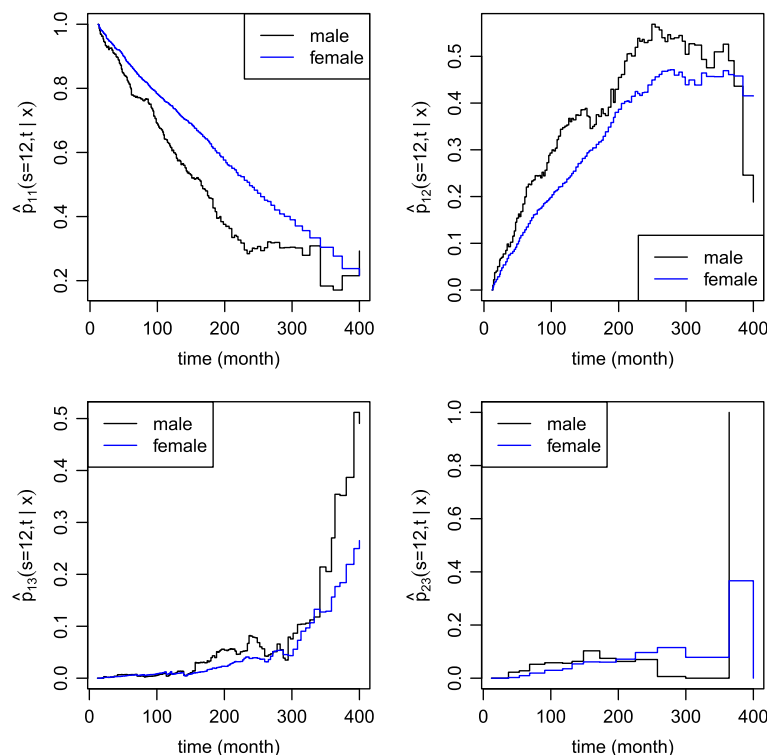 p̂₁₁(s=12,t | x)
1.0
0.8
0.6
0.4
0.2
male
female
0 100 200 300 400
time (month)
p̂₁₂(s=12,t | x)
0.5
0.4
0.3
0.2
0.1
0.0
male
female
0 100 200 300 400
time (month)
p̂₁₃(s=12,t | x)
0.5
0.4
0.3
0.2
0.1
0.0
male
female
0 100 200 300 400
time (month)
p̂₂₃(s=12,t | x)
1.0
0.8
0.6
0.4
0.2
0.0
male
female
0 100 200 300 400
time (month)